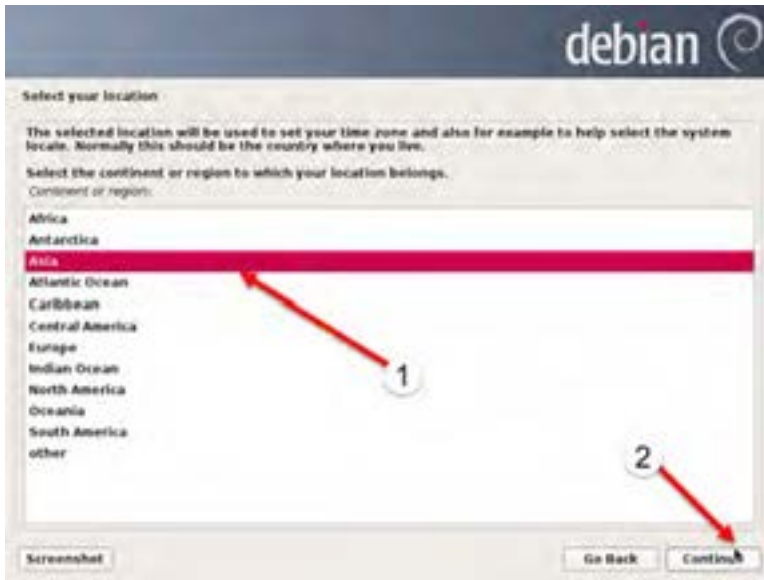 debian
Select your location
The selected location will be used to set your time zone and also for example to help select the system
locale. Normally this should be the country where you live.
Select the continent or region to which your location belongs.
Continent or region:
Africa
Antarctica
Asia
Atlantic Ocean
Caribbean
Central America
Europe
Indian Ocean
North America
Oceania
South America
other
1
2
Screenshot
Go Back
Continue